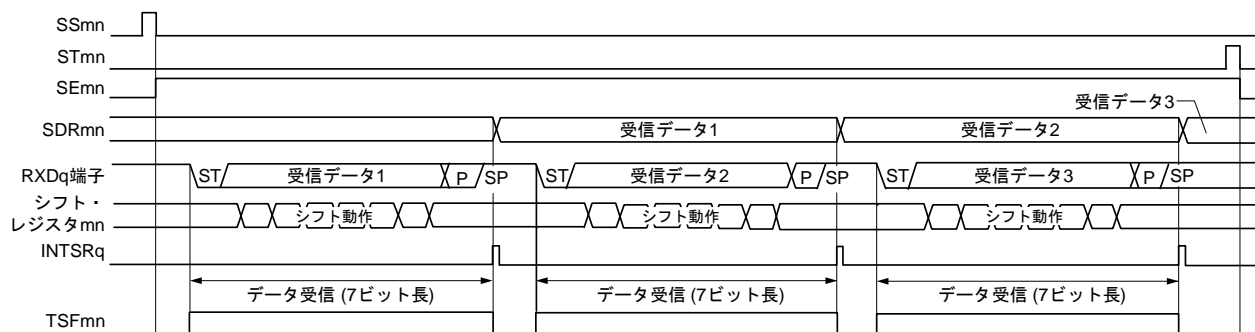 SSmn
STmn
SEmn
受信データ3
SDRmn 受信データ1 受信データ2
RXDq端子 ST 受信データ1 P SP ST 受信データ2 P SP ST 受信データ3 P SP
シフト・
レジスタmn シフト動作 シフト動作 シフト動作
INTSRq
データ受信 (7ビット長) データ受信 (7ビット長) データ受信 (7ビット長)
TSFmn